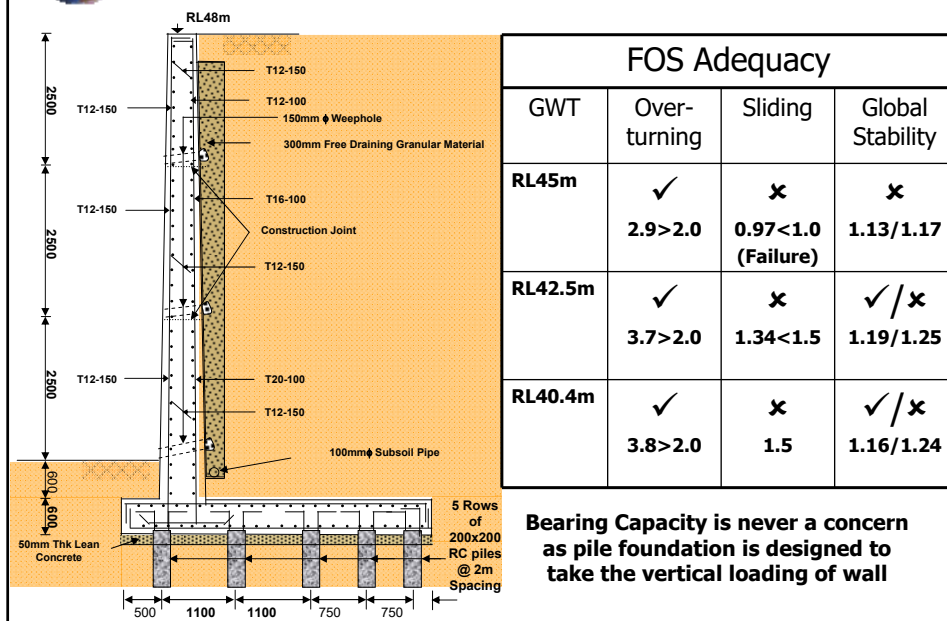 RL48m
T12-150
T12-150
T12-100
150mm ϕ Weephole
300mm Free Draining Granular Material
2500
T12-150
T16-100
Construction Joint
2500
T12-150
T12-150
T20-100
2500
T12-150
100mm ϕ Subsoil Pipe
600
600
50mm Thk Lean
Concrete
5 Rows
of
200x200
RC piles
@ 2m
Spacing
500 1100 1100 750 750
FOS Adequacy
GWT Over- Sliding Global
turning Stability
RL45m ✓ ✘ ✘
2.9>2.0 0.97<1.0 1.13/1.17
(Failure)
RL42.5m ✓ ✘ ✓/✘
3.7>2.0 1.34<1.5 1.19/1.25
RL40.4m ✓ ✘ ✓/✘
3.8>2.0 1.5 1.16/1.24
Bearing Capacity is never a concern
as pile foundation is designed to
take the vertical loading of wall